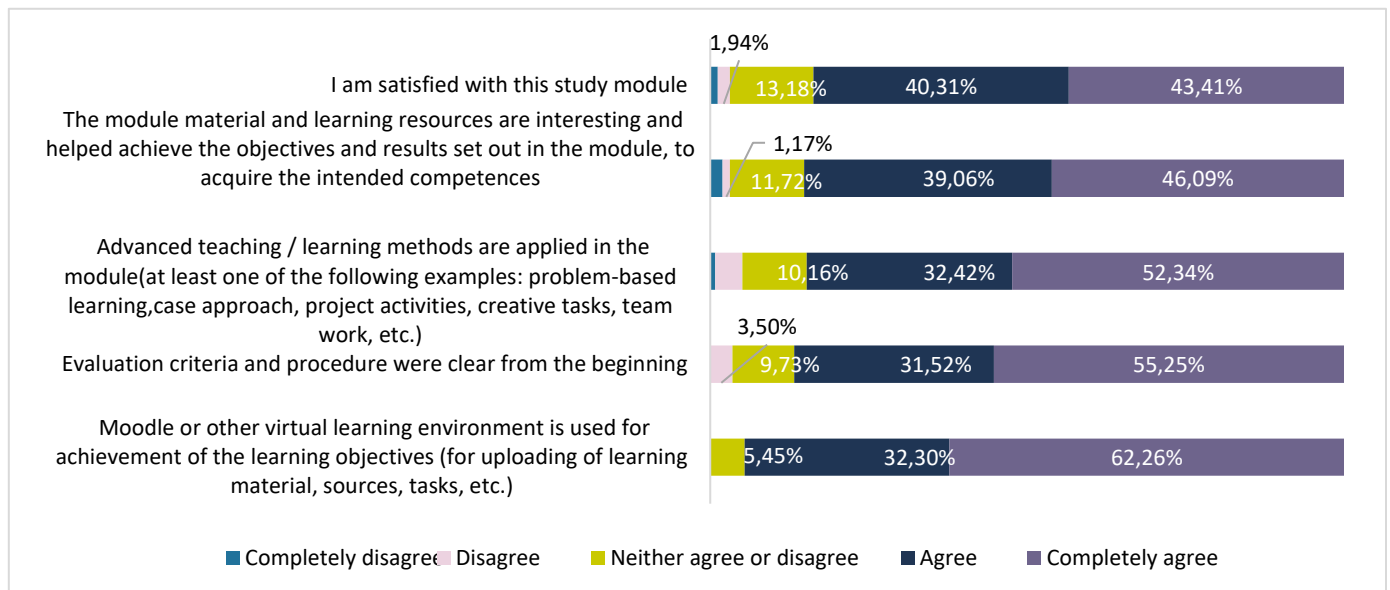 1,94%
I am satisfied with this study module
13,18% 40,31% 43,41%
The module material and learning resources are interesting and
helped achieve the objectives and results set out in the module, to
acquire the intended competences
1,17%
11,72% 39,06% 46,09%
Advanced teaching / learning methods are applied in the
module(at least one of the following examples: problem-based
learning,case approach, project activities, creative tasks, team
work, etc.)
10,16% 32,42% 52,34%
3,50%
Evaluation criteria and procedure were clear from the beginning
9,73% 31,52% 55,25%
Moodle or other virtual learning environment is used for
achievement of the learning objectives (for uploading of learning
material, sources, tasks, etc.)
5,45% 32,30% 62,26%
Completely disagree Disagree Neither agree or disagree Agree Completely agree